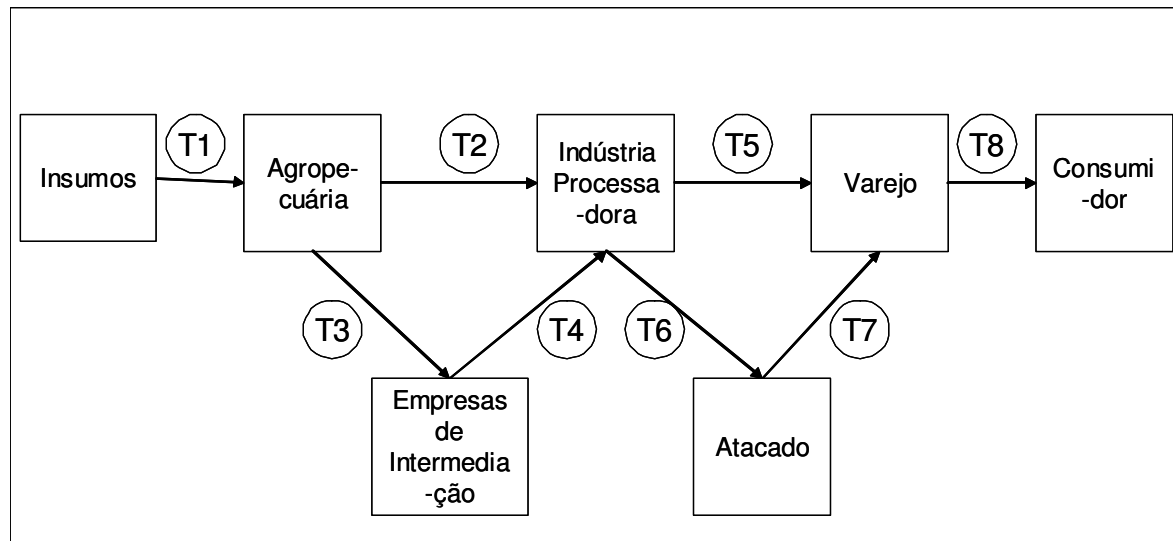 Insumos
T1
Agrope-
cuária
T2
Indústria
Processa-
-dora
T5
Varejo
T8
Consumi-
-dor
T3
T4
T6
T7
Empresas
de
Intermedia
-ção
Atacado